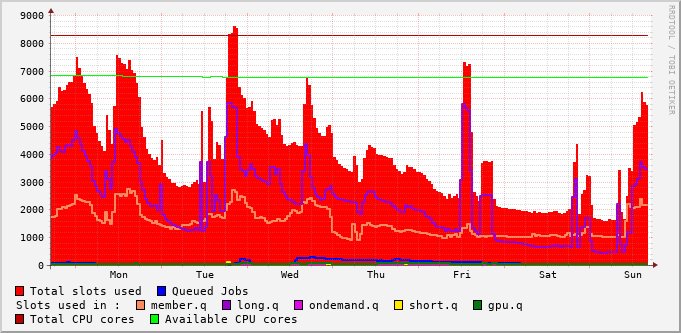 9000
8000
7000
6000
5000
4000
3000
2000
1000
0
Mon Tue Wed Thu Fri Sat Sun
RRDTOOL / TOBI OETIKER
Total slots used Queued Jobs
Slots used in : member.q long.q ondemand.q short.q gpu.q
Total CPU cores Available CPU cores